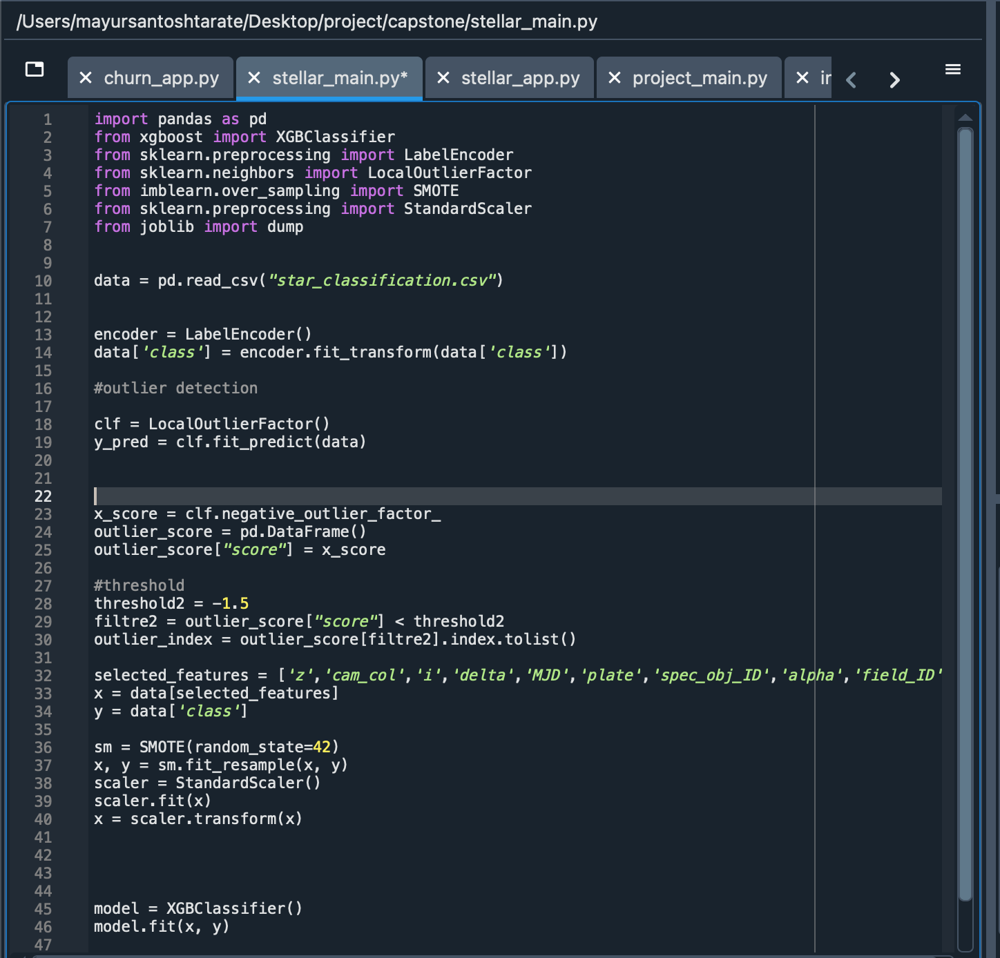 /Users/mayursantoshtarate/Desktop/project/capstone/stellar_main.py
churn_app.py stellar_main.py* stellar_app.py project_main.py
1 import pandas as pd
2 from xgboost import XGBClassifier
3 from sklearn.preprocessing import LabelEncoder
4 from sklearn.neighbors import LocalOutlierFactor
5 from imblearn.over_sampling import SMOTE
6 from sklearn.preprocessing import StandardScaler
7 from joblib import dump
8
9
10 data = pd.read_csv("star_classification.csv")
11
12
13 encoder = LabelEncoder()
14 data['class'] = encoder.fit_transform(data['class'])
15
16 #outlier detection
17
18 clf = LocalOutlierFactor()
19 y_pred = clf.fit_predict(data)
20
21
22
23 x_score = clf.negative_outlier_factor_
24 outlier_score = pd.DataFrame()
25 outlier_score["score"] = x_score
26
27 #threshold
28 threshold2 = -1.5
29 filtre2 = outlier_score["score"] < threshold2
30 outlier_index = outlier_score[filtre2].index.tolist()
31
32 selected_features = ['z','cam_col','i','delta','MJD','plate','spec_obj_ID','alpha','field_ID'
33 x = data[selected_features]
34 y = data['class']
35
36 sm = SMOTE(random_state=42)
37 x, y = sm.fit_resample(x, y)
38 scaler = StandardScaler()
39 scaler.fit(x)
40 x = scaler.transform(x)
41
42
43
44
45 model = XGBClassifier()
46 model.fit(x, y)
47